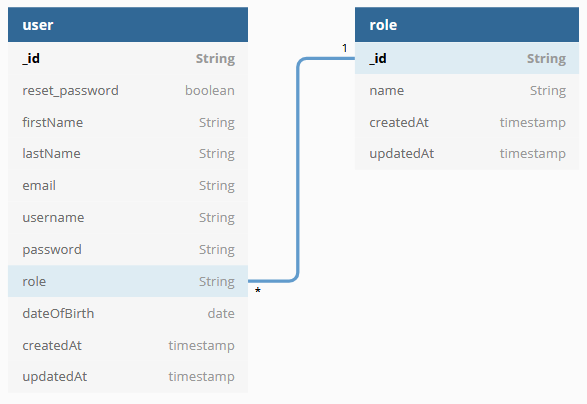 user
_id String
reset_password boolean
firstName String
lastName String
email String
username String
password String
role String
dateOfBirth date
createdAt timestamp
updatedAt timestamp
*
1
role
_id String
name String
createdAt timestamp
updatedAt timestamp